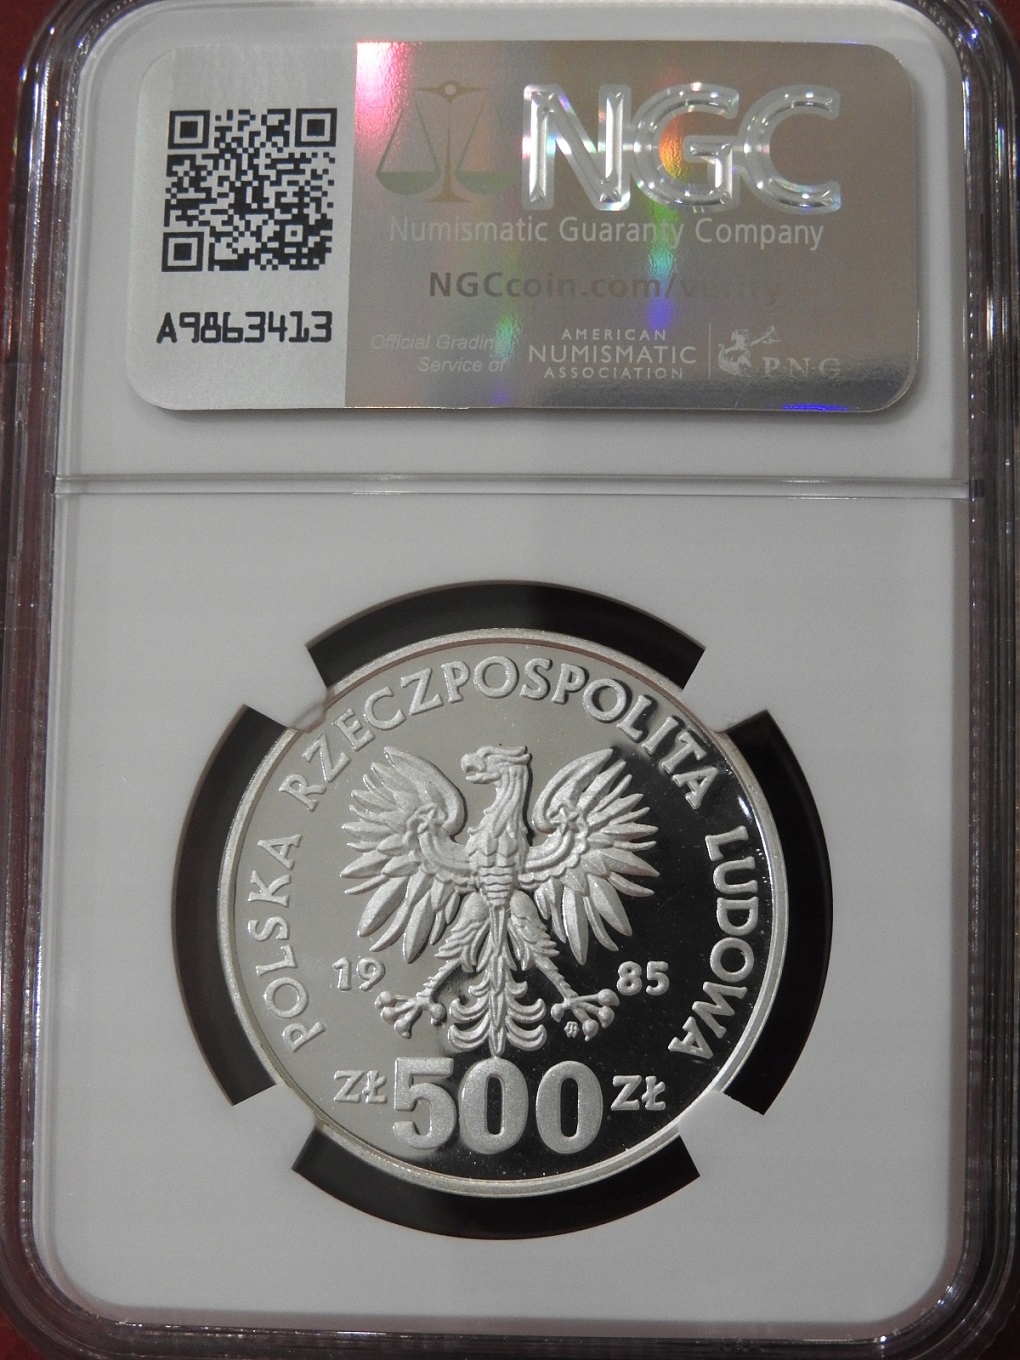 NGC
Numismatic Guaranty Company
NGCcoin.com/verify
A9863413
Official Grading
Service of
AMERICAN
NUMISMATIC
ASSOCIATION
P·N·G
POLSKA RZECZPOSPOLITA LUDOWA
19 85
ZŁ 500 ZŁ